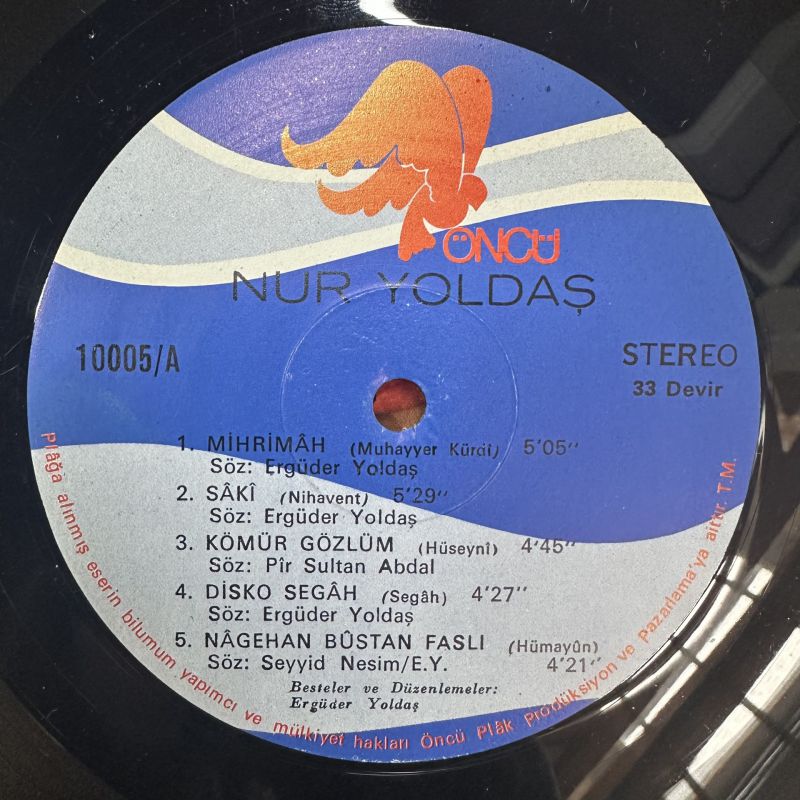 ÖNCÜ
NUR YOLDAŞ
10005/A
STEREO
33 Devir
1. MİHRİMÂH (Muhayyer Kürdi) 5'05"
Söz: Ergüder Yoldaş
2. SÂKÎ (Nihavent) 5'29"
Söz: Ergüder Yoldaş
3. KÖMÜR GÖZLÜM (Hüseynî) 4'45"
Söz: Pîr Sultan Abdal
4. DİSKO SEGÂH (Segâh) 4'27"
Söz: Ergüder Yoldaş
5. NÂGEHAN BÛSTAN FASLI (Hümayûn)
Söz: Seyyid Nesim/E.Y. 4'21"
Besteler ve Düzenlemeler:
Ergüder Yoldaş
Plâğa alınmış eserin bilumum yapımcı ve mülkiyet hakları Öncü Plâk Prodüksiyon ve Pazarlama'ya aittir. T.M.